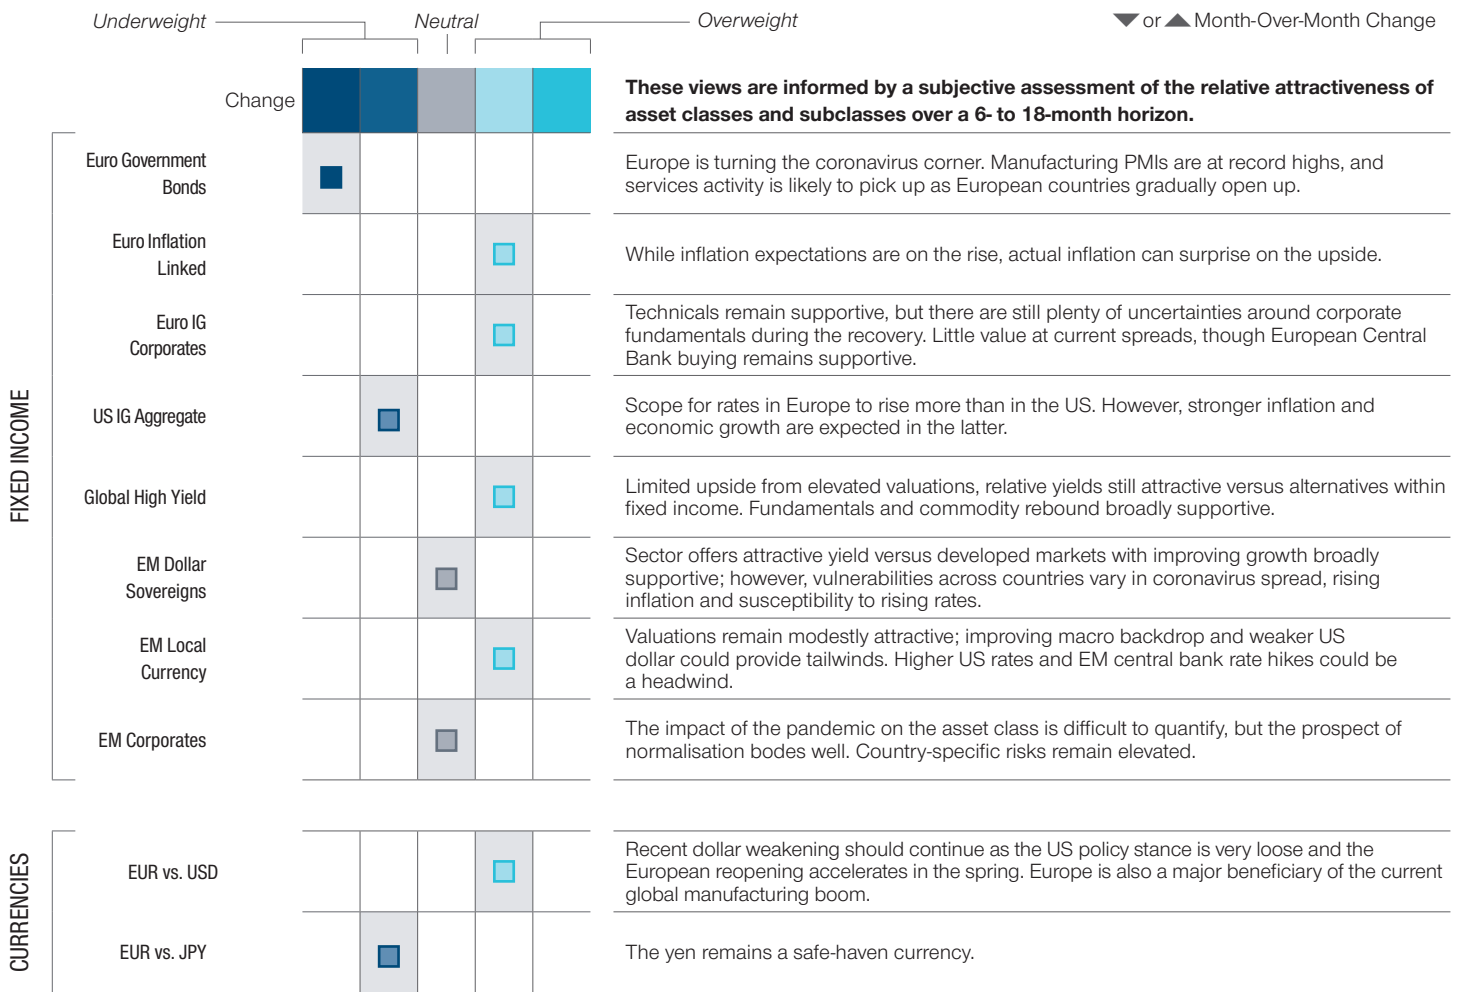 Underweight Neutral Overweight ▼ or ▲ Month-Over-Month Change
Change
These views are informed by a subjective assessment of the relative attractiveness of
asset classes and subclasses over a 6- to 18-month horizon.
FIXED INCOME
Euro Government
Bonds
Europe is turning the coronavirus corner. Manufacturing PMIs are at record highs, and
services activity is likely to pick up as European countries gradually open up.
Euro Inflation
Linked
While inflation expectations are on the rise, actual inflation can surprise on the upside.
Euro IG
Corporates
Technicals remain supportive, but there are still plenty of uncertainties around corporate
fundamentals during the recovery. Little value at current spreads, though European Central
Bank buying remains supportive.
US IG Aggregate
Scope for rates in Europe to rise more than in the US. However, stronger inflation and
economic growth are expected in the latter.
Global High Yield
Limited upside from elevated valuations, relative yields still attractive versus alternatives within
fixed income. Fundamentals and commodity rebound broadly supportive.
EM Dollar
Sovereigns
Sector offers attractive yield versus developed markets with improving growth broadly
supportive; however, vulnerabilities across countries vary in coronavirus spread, rising
inflation and susceptibility to rising rates.
EM Local
Currency
Valuations remain modestly attractive; improving macro backdrop and weaker US
dollar could provide tailwinds. Higher US rates and EM central bank rate hikes could be
a headwind.
EM Corporates
The impact of the pandemic on the asset class is difficult to quantify, but the prospect of
normalisation bodes well. Country-specific risks remain elevated.
CURRENCIES
EUR vs. USD
Recent dollar weakening should continue as the US policy stance is very loose and the
European reopening accelerates in the spring. Europe is also a major beneficiary of the current
global manufacturing boom.
EUR vs. JPY
The yen remains a safe-haven currency.